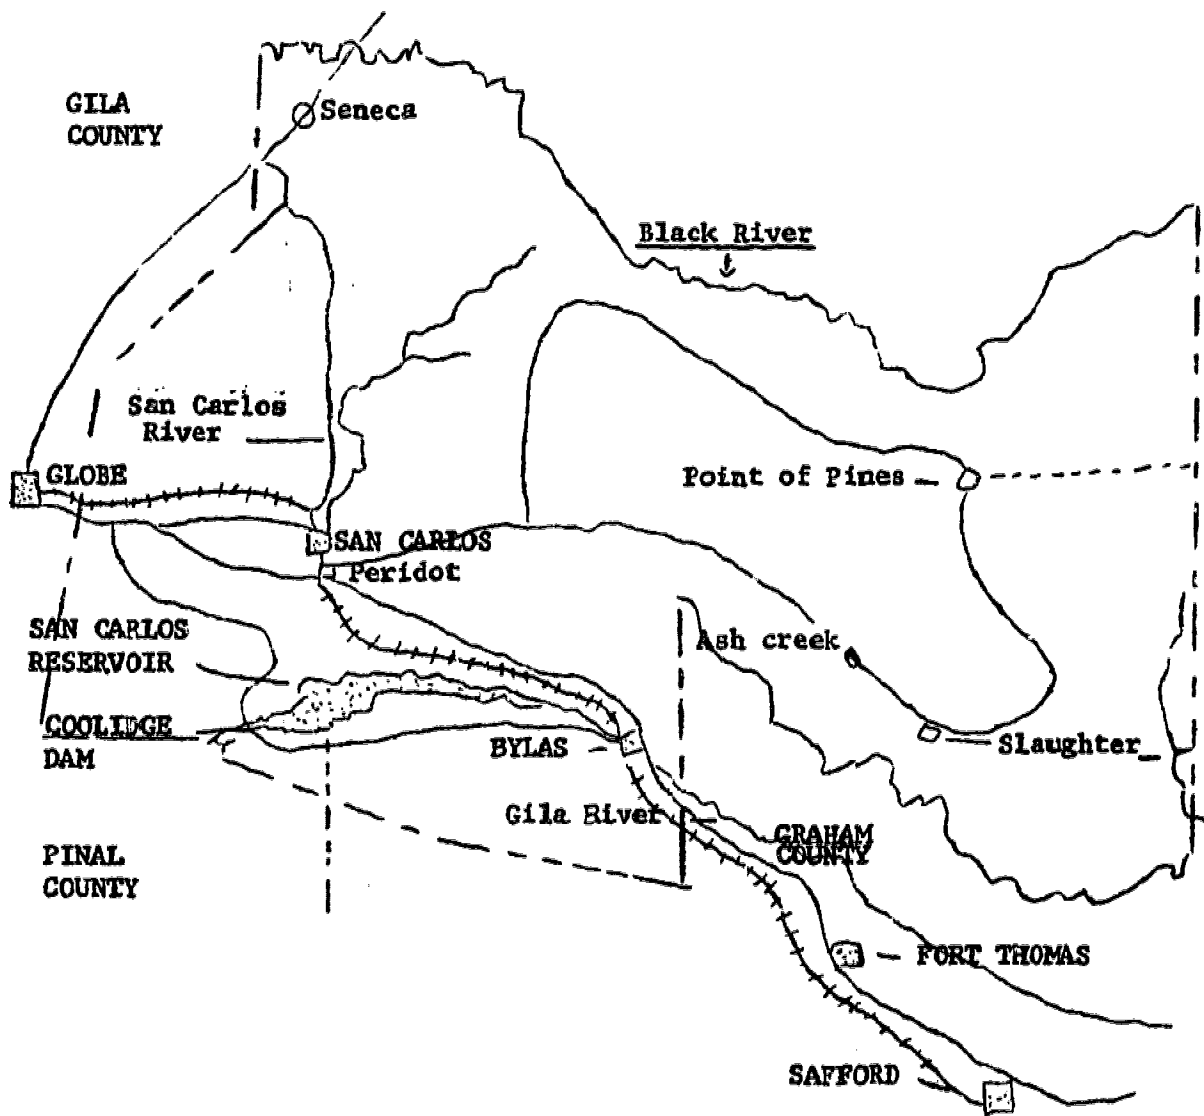 GILA
COUNTY
Seneca
Black River
San Carlos
River
GLOBE
Point of Pines
SAN CARLOS
Peridot
SAN CARLOS
RESERVOIR
Ash creek
COOLIDGE
DAM
BYLAS
Slaughter
Gila River
GRAHAM
COUNTY
PINAL
COUNTY
FORT THOMAS
SAFFORD